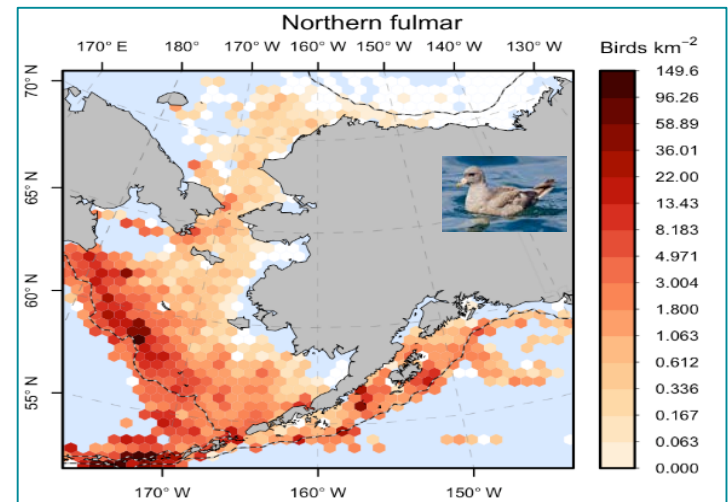 Northern fulmar
170° E 180° 170° W 160° W 150° W 140° W 130° W
Birds km⁻²
70° N
65° N
60° N
55° N
149.6
96.26
58.89
36.01
22.00
13.43
8.183
4.971
3.004
1.800
1.063
0.612
0.336
0.167
0.063
0.000
170° W 160° W 150° W